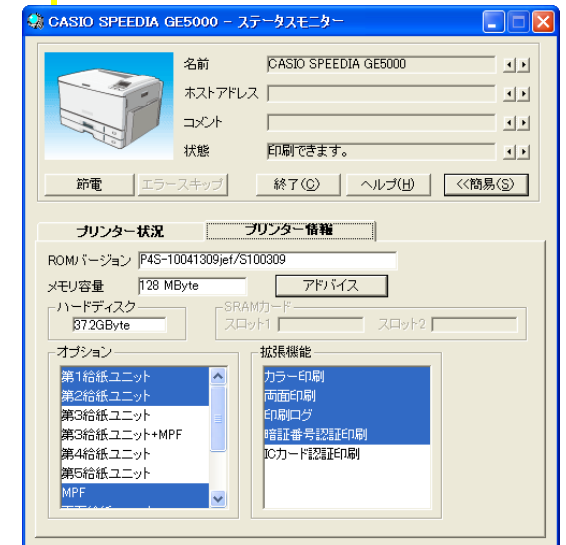 CASIO SPEEDIA GE5000 - ステータスモニター
名前 CASIO SPEEDIA GE5000
ホストアドレス
コメント
状態 印刷できます。
節電 エラースキップ 終了(C) ヘルプ(H) <<簡易(S)
プリンター状況 プリンター情報
ROMバージョン P4S-10041309jef/S100309
メモリ容量 128 MByte アドバイス
ハードディスク
37.2GByte
SRAMカード
スロット1 スロット2
オプション
第1給紙ユニット
第2給紙ユニット
第3給紙ユニット
第3給紙ユニット+MPF
第4給紙ユニット
第5給紙ユニット
MPF
拡張機能
カラー印刷
両面印刷
印刷ログ
暗証番号認証印刷
ICカード認証印刷